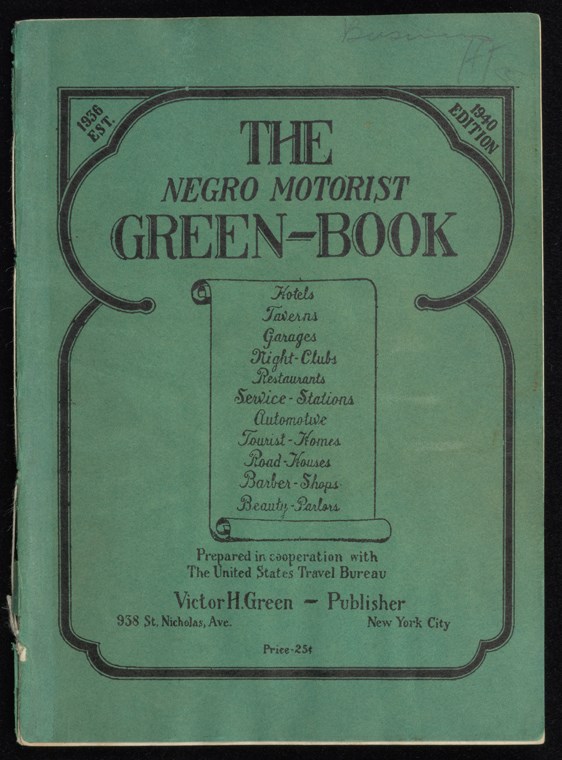 Business
1936
EST.
1940
EDITION
THE
NEGRO MOTORIST
GREEN-BOOK
Hotels
Taverns
Garages
Night-Clubs
Restaurants
Service-Stations
Automotive
Tourist-Homes
Road-Houses
Barber-Shops
Beauty-Parlors
Prepared in cooperation with
The United States Travel Bureau
Victor H. Green - Publisher
938 St. Nicholas, Ave.
New York City
Price-25¢